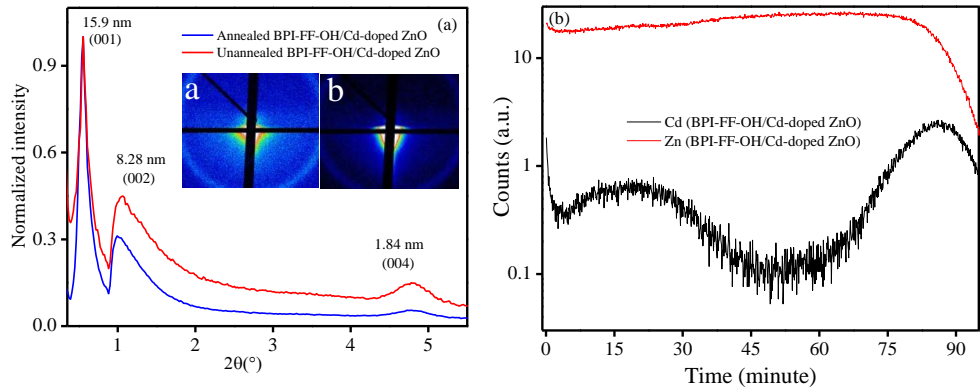 15.9 nm
(001)
(a)
Annealed BPI-FF-OH/Cd-doped ZnO
Unannealed BPI-FF-OH/Cd-doped ZnO
a
b
8.28 nm
(002)
1.84 nm
(004)
Normalized intensity
0.9
0.6
0.3
0.0
1
2
3
4
5
2θ(°)
(b)
Counts (a.u.)
10
1
0.1
Cd (BPI-FF-OH/Cd-doped ZnO)
Zn (BPI-FF-OH/Cd-doped ZnO)
0
15
30
45
60
75
90
Time (minute)